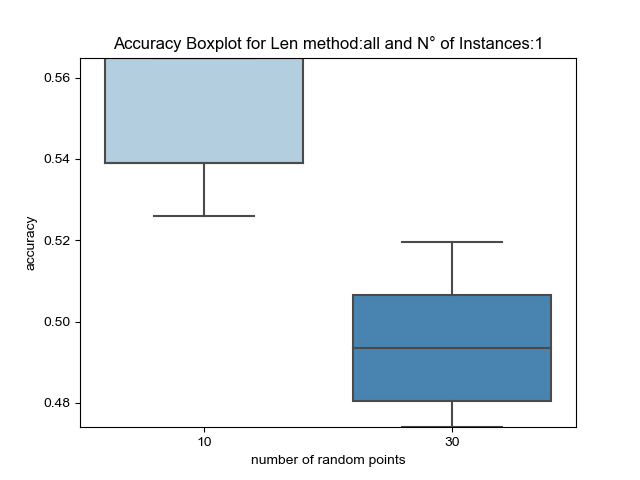 Accuracy Boxplot for Len method:all and N° of Instances:1
0.56
0.54
0.52
0.50
0.48
accuracy
10 30
number of random points